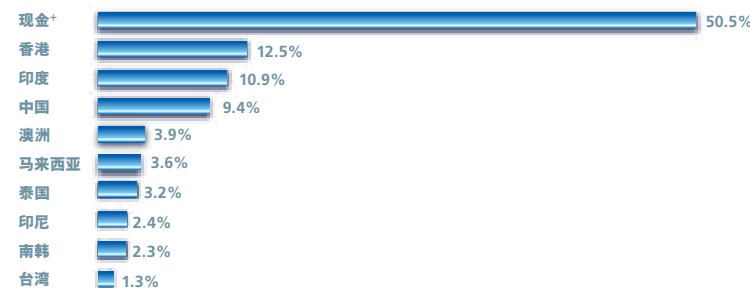 现金+ 50.5%
香港 12.5%
印度 10.9%
中国 9.4%
澳洲 3.9%
马来西亚 3.6%
泰国 3.2%
印尼 2.4%
南韩 2.3%
台湾 1.3%